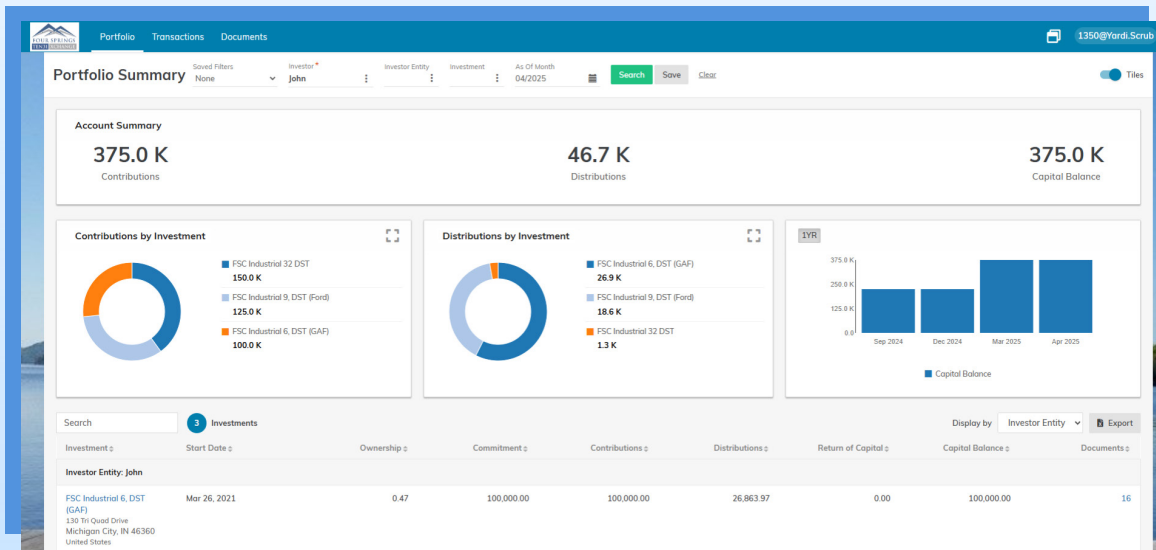 FOUR SPRINGS
TEN31 XCHANGE
Portfolio Transactions Documents
1350@Yardi.Scrub
Portfolio Summary
Saved Filters
None
Investor *
John
Investor Entity
Investment
As Of Month
04/2025
Search Save Clear
Tiles
Account Summary
375.0 K
Contributions
46.7 K
Distributions
375.0 K
Capital Balance
Contributions by Investment
FSC Industrial 32 DST
150.0 K
FSC Industrial 9, DST (Ford)
125.0 K
FSC Industrial 6, DST (GAF)
100.0 K
Distributions by Investment
FSC Industrial 6, DST (GAF)
26.9 K
FSC Industrial 9, DST (Ford)
18.6 K
FSC Industrial 32 DST
1.3 K
1YR
375.0 K
250.0 K
125.0 K
0.0
Sep 2024 Dec 2024 Mar 2025 Apr 2025
Capital Balance
Search
3 Investments
Display by Investor Entity Export
Investment Start Date Ownership Commitment Contributions Distributions Return of Capital Capital Balance Documents
Investor Entity: John
FSC Industrial 6, DST Mar 26, 2021 0.47 100,000.00 100,000.00 26,863.97 0.00 100,000.00 16
(GAF)
130 Tri Quad Drive
Michigan City, IN 46360
United States